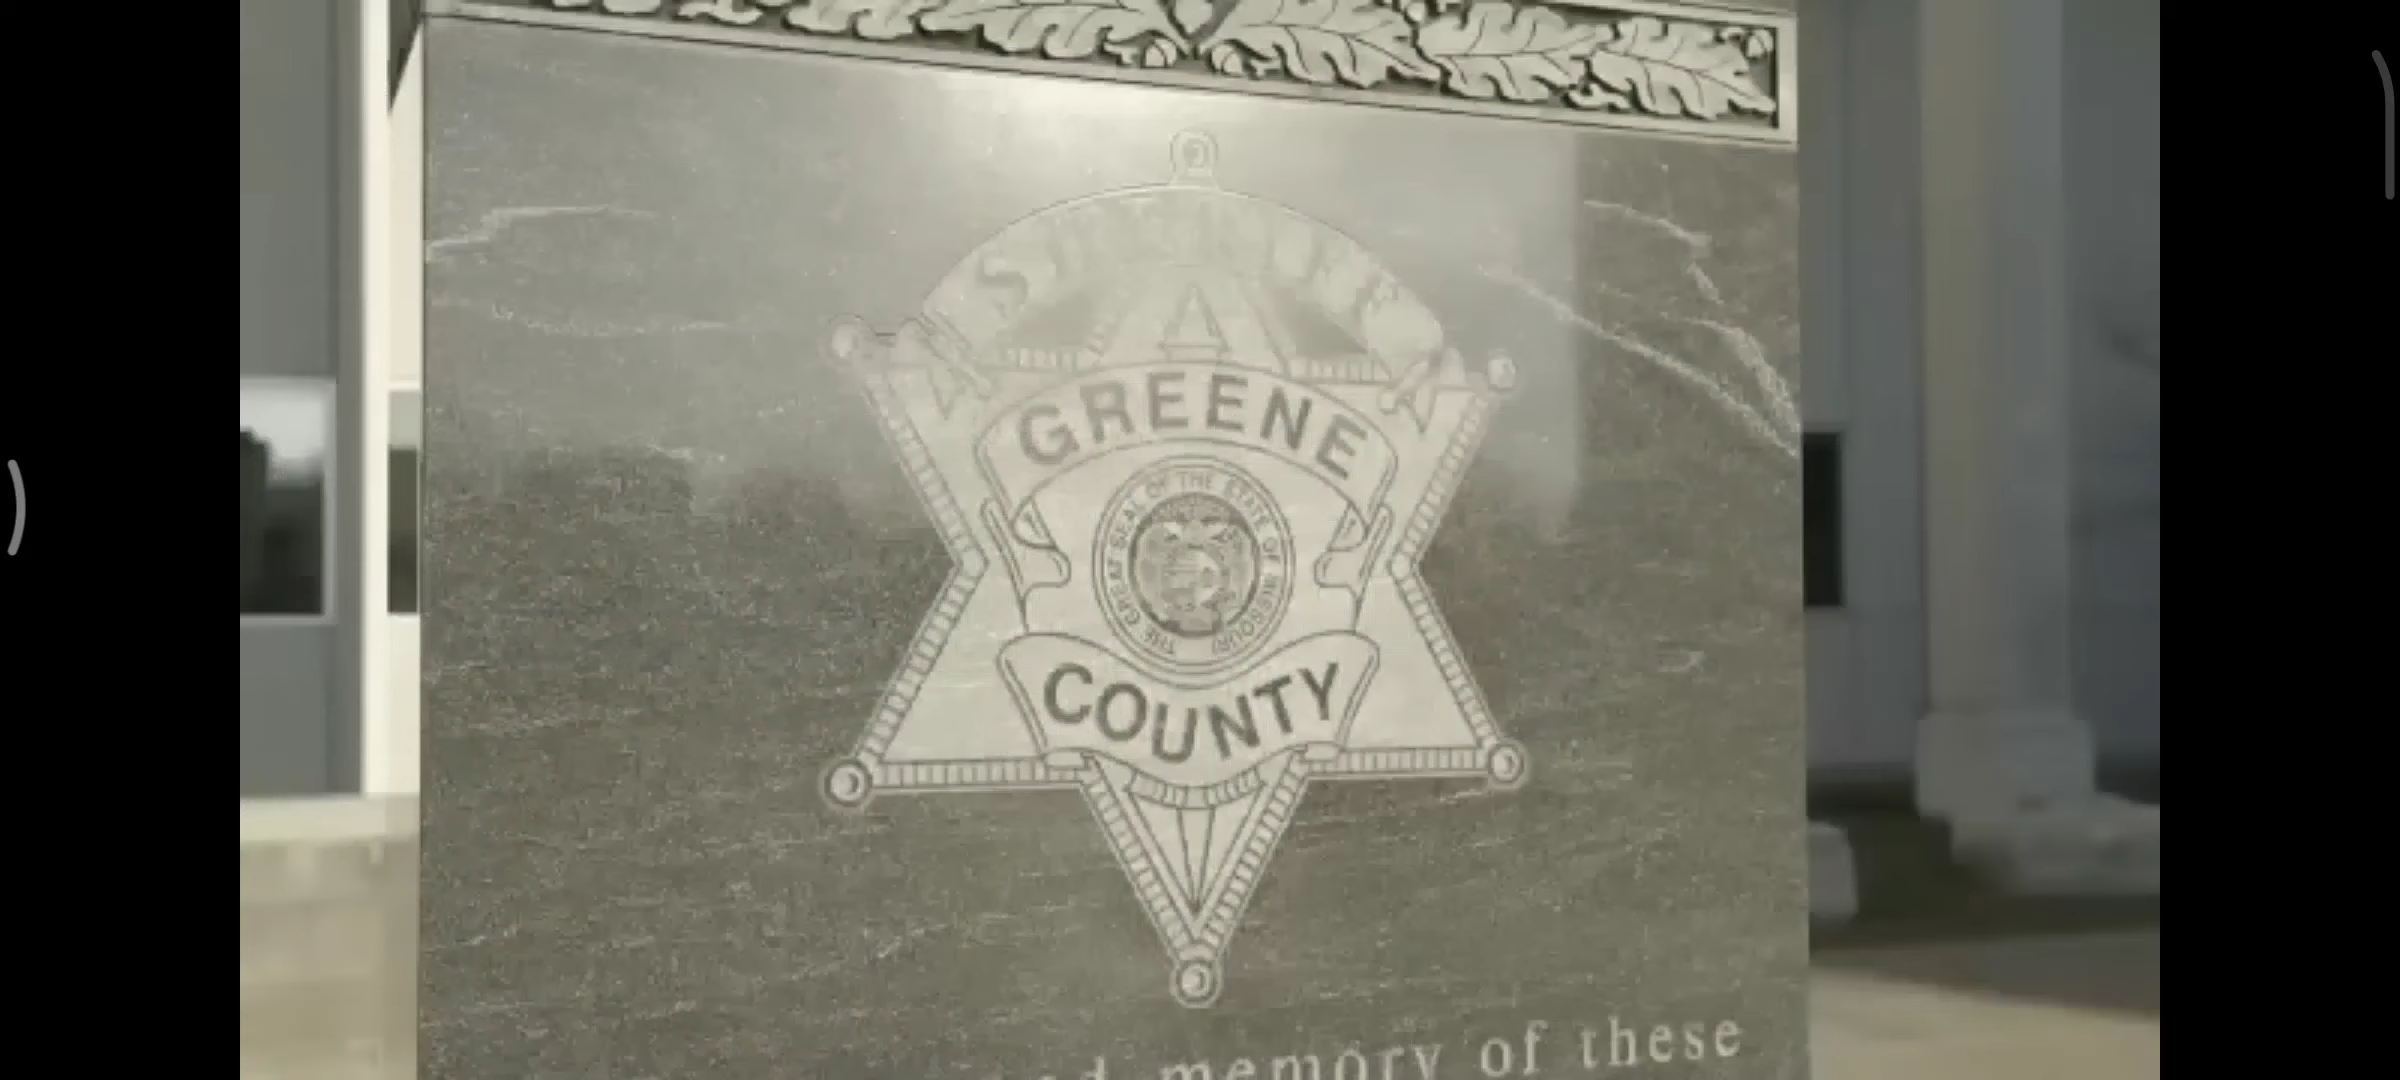 SHERIFF
GREENE
THE GREAT SEAL OF THE STATE OF MISSOURI
COUNTY
memory of these